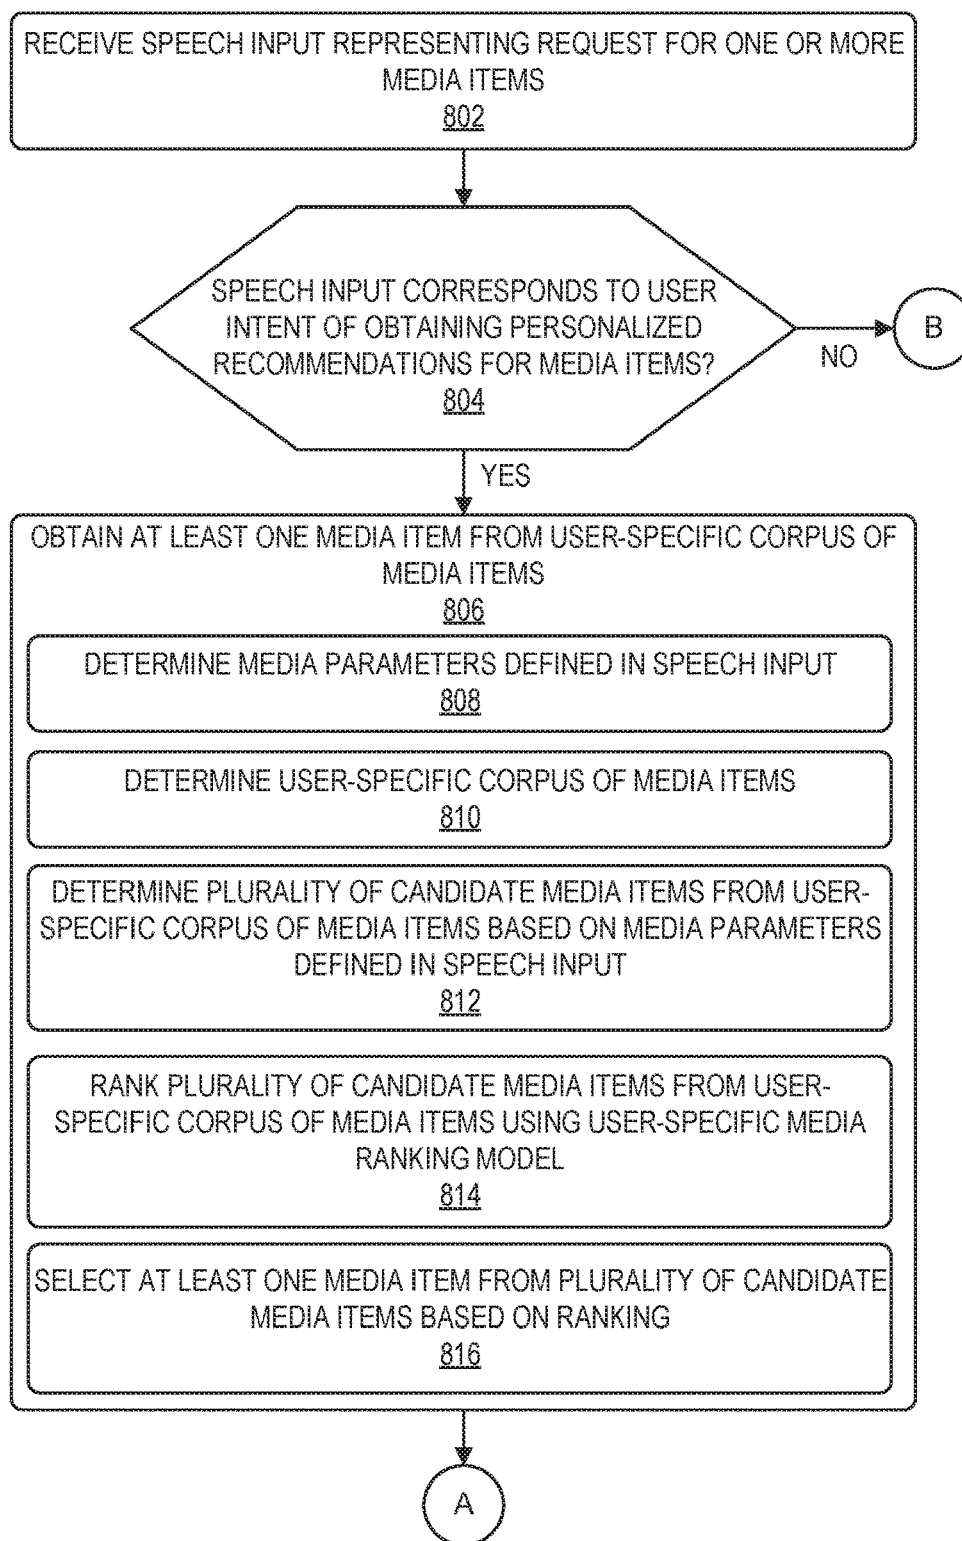 RECEIVE SPEECH INPUT REPRESENTING REQUEST FOR ONE OR MORE
MEDIA ITEMS
802
SPEECH INPUT CORRESPONDS TO USER
INTENT OF OBTAINING PERSONALIZED
RECOMMENDATIONS FOR MEDIA ITEMS?
804
NO
B
YES
OBTAIN AT LEAST ONE MEDIA ITEM FROM USER-SPECIFIC CORPUS OF
MEDIA ITEMS
806
DETERMINE MEDIA PARAMETERS DEFINED IN SPEECH INPUT
808
DETERMINE USER-SPECIFIC CORPUS OF MEDIA ITEMS
810
DETERMINE PLURALITY OF CANDIDATE MEDIA ITEMS FROM USER-
SPECIFIC CORPUS OF MEDIA ITEMS BASED ON MEDIA PARAMETERS
DEFINED IN SPEECH INPUT
812
RANK PLURALITY OF CANDIDATE MEDIA ITEMS FROM USER-
SPECIFIC CORPUS OF MEDIA ITEMS USING USER-SPECIFIC MEDIA
RANKING MODEL
814
SELECT AT LEAST ONE MEDIA ITEM FROM PLURALITY OF CANDIDATE
MEDIA ITEMS BASED ON RANKING
816
A